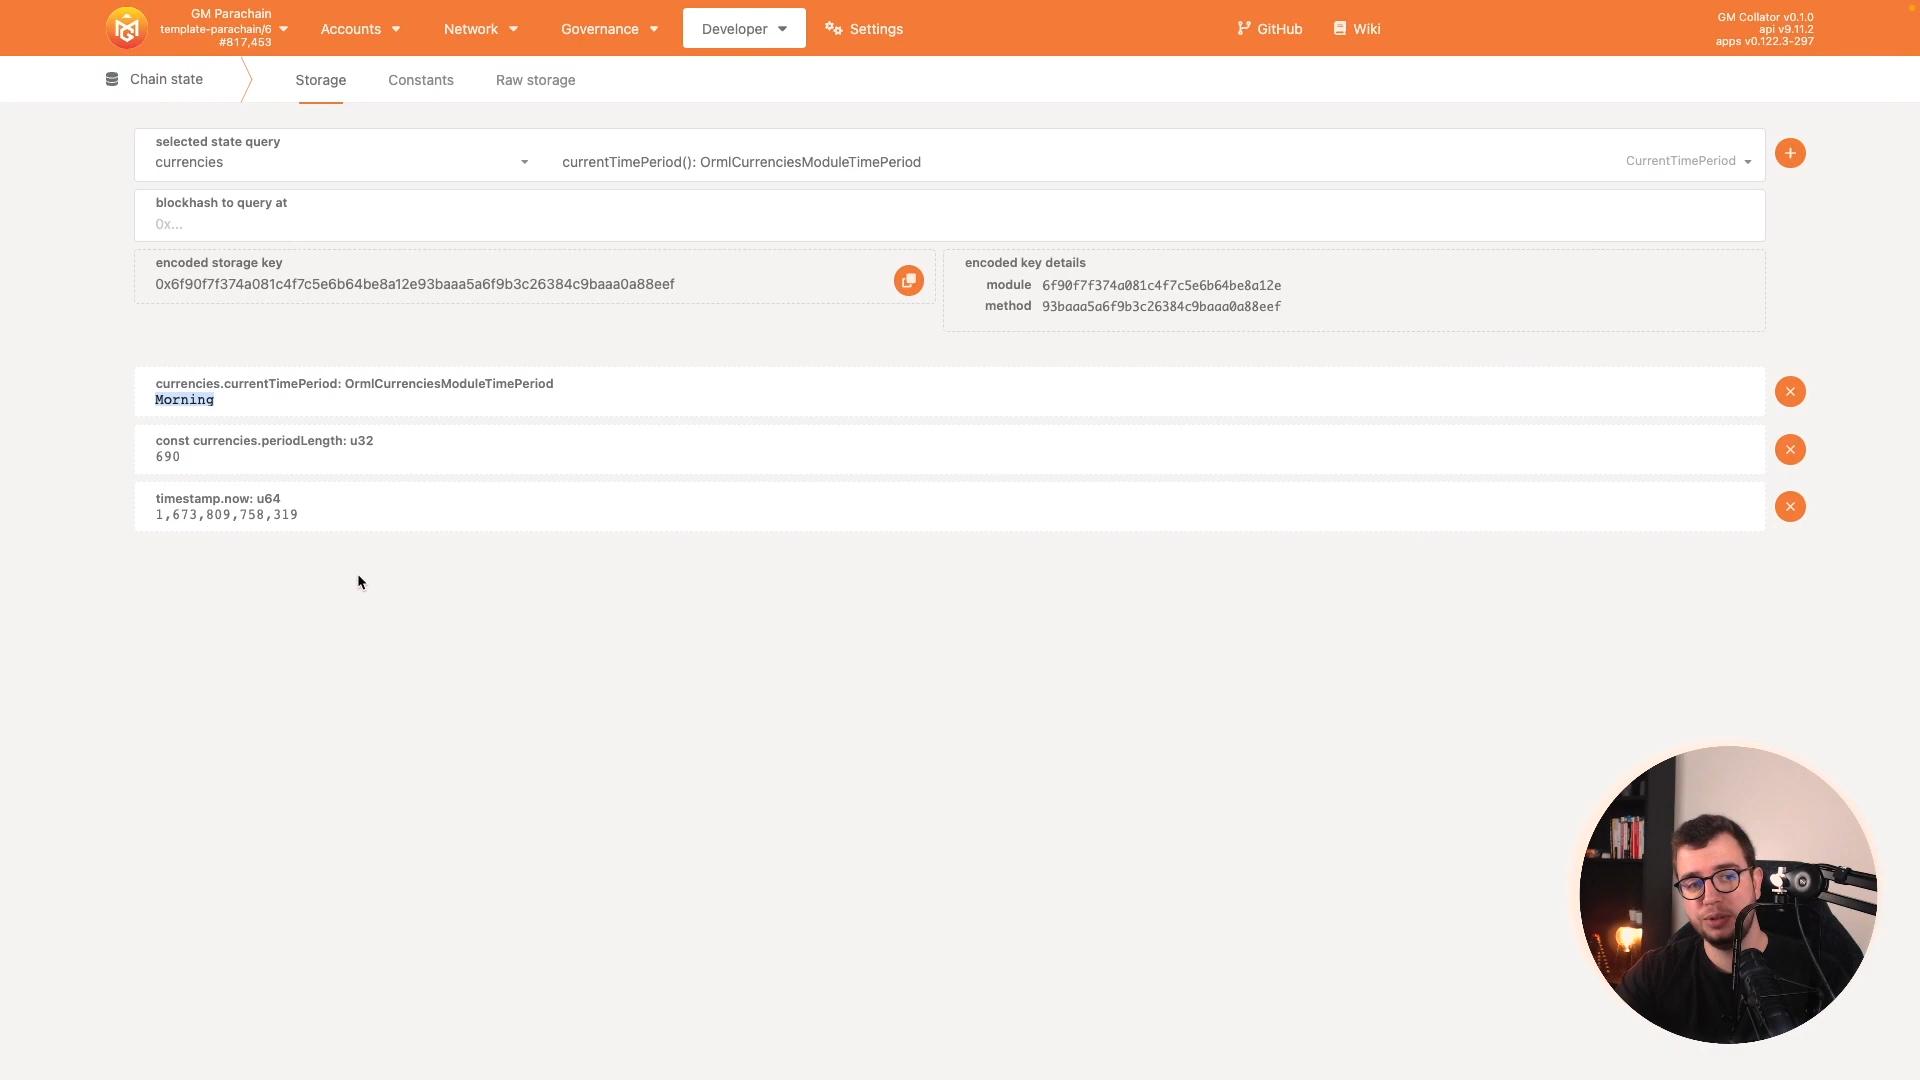 GM Parachain
template-parachain/6
#817,453
Accounts
Network
Governance
Developer
Settings
GitHub
Wiki
GM Collator v0.1.0
api v9.11.2
apps v0.122.3-297
Chain state
Storage
Constants
Raw storage
selected state query
currencies
currentTimePeriod(): OrmlCurrenciesModuleTimePeriod
CurrentTimePeriod
blockhash to query at
0x...
encoded storage key
0x6f90f7f374a081c4f7c5e6b64be8a12e93baaa5a6f9b3c26384c9baaa0a88eef
encoded key details
module 6f90f7f374a081c4f7c5e6b64be8a12e
method 93baaa5a6f9b3c26384c9baaa0a88eef
currencies.currentTimePeriod: OrmlCurrenciesModuleTimePeriod
Morning
const currencies.periodLength: u32
690
timestamp.now: u64
1,673,809,758,319